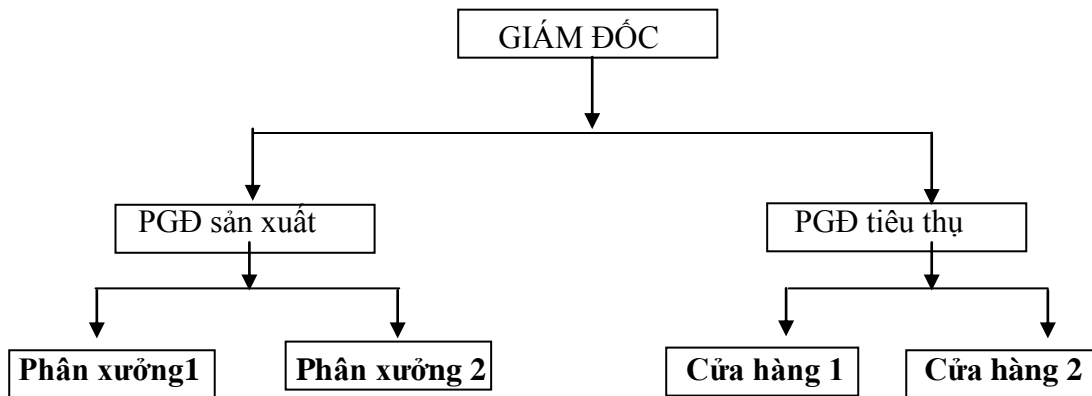 GIÁM ĐỐC
PGĐ sản xuất
PGĐ tiêu thụ
Phân xưởng1
Phân xưởng 2
Cửa hàng 1
Cửa hàng 2